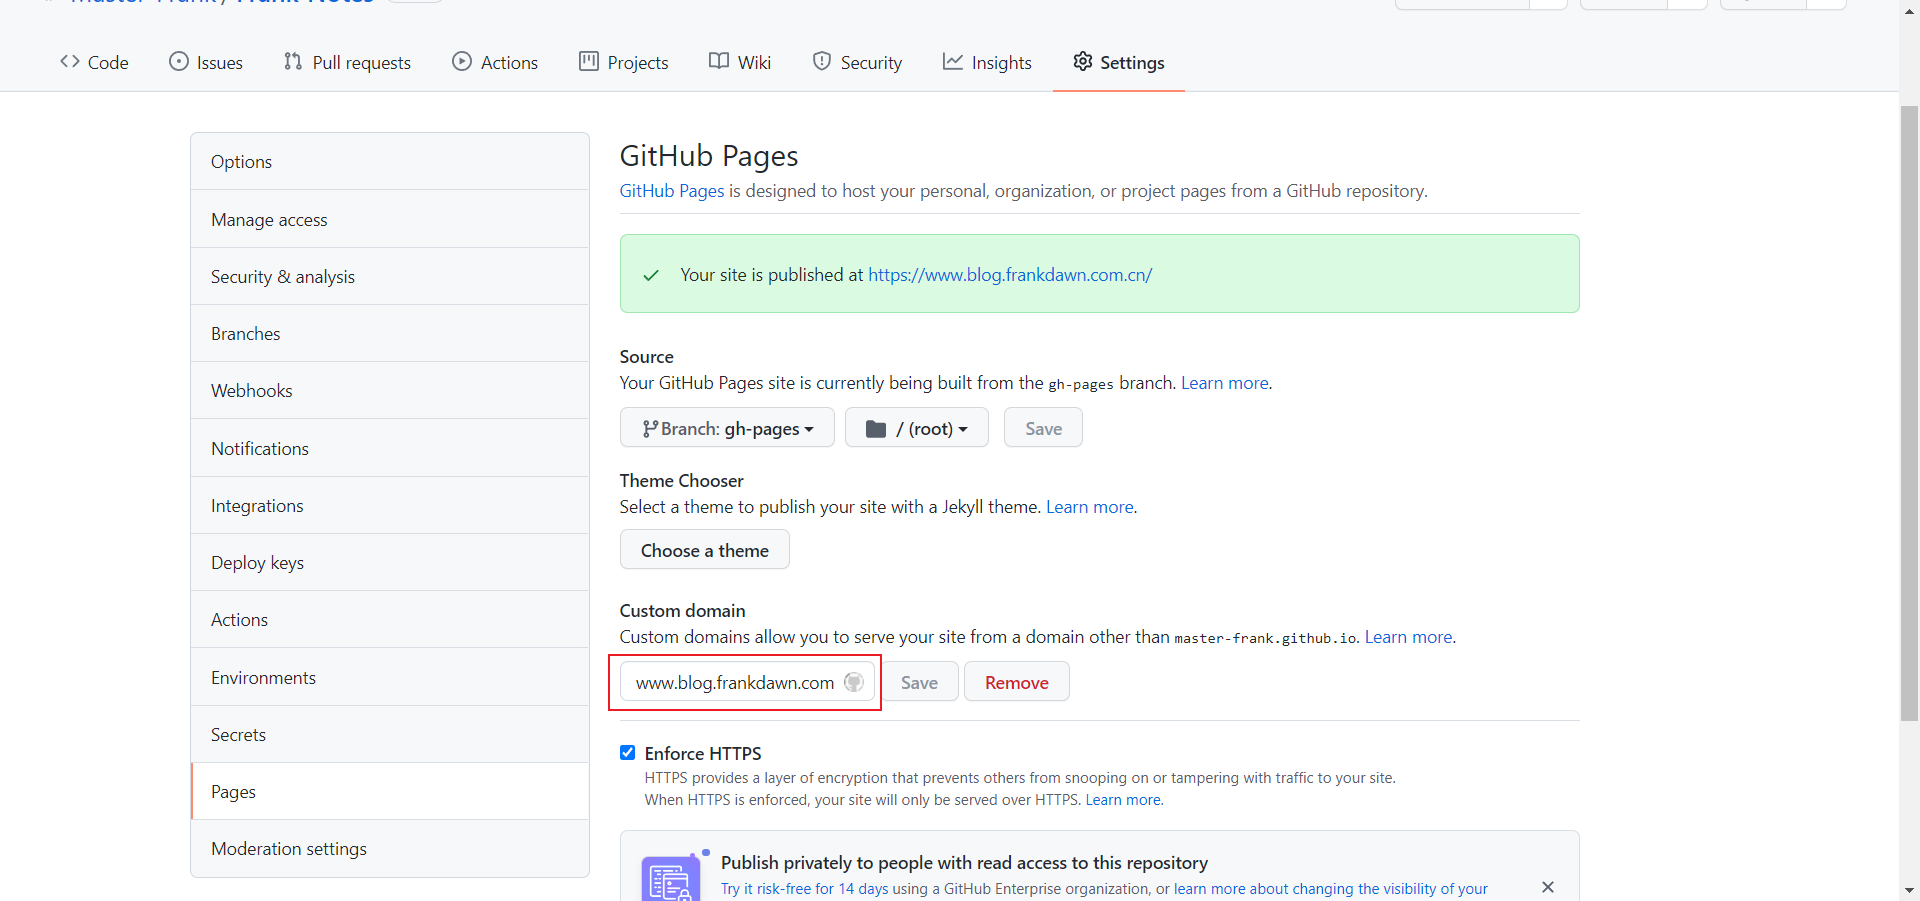 Code Issues Pull requests Actions Projects Wiki Security Insights Settings
Options
Manage access
Security & analysis
Branches
Webhooks
Notifications
Integrations
Deploy keys
Actions
Environments
Secrets
Pages
Moderation settings
GitHub Pages
GitHub Pages is designed to host your personal, organization, or project pages from a GitHub repository.
Your site is published at https://www.blog.frankdawn.com.cn/
Source
Your GitHub Pages site is currently being built from the gh-pages branch. Learn more.
Branch: gh-pages / (root) Save
Theme Chooser
Select a theme to publish your site with a Jekyll theme. Learn more.
Choose a theme
Custom domain
Custom domains allow you to serve your site from a domain other than master-frank.github.io. Learn more.
www.blog.frankdawn.com Save Remove
Enforce HTTPS
HTTPS provides a layer of encryption that prevents others from snooping on or tampering with traffic to your site.
When HTTPS is enforced, your site will only be served over HTTPS. Learn more.
Publish privately to people with read access to this repository
Try it risk-free for 14 days using a GitHub Enterprise organization, or learn more about changing the visibility of your